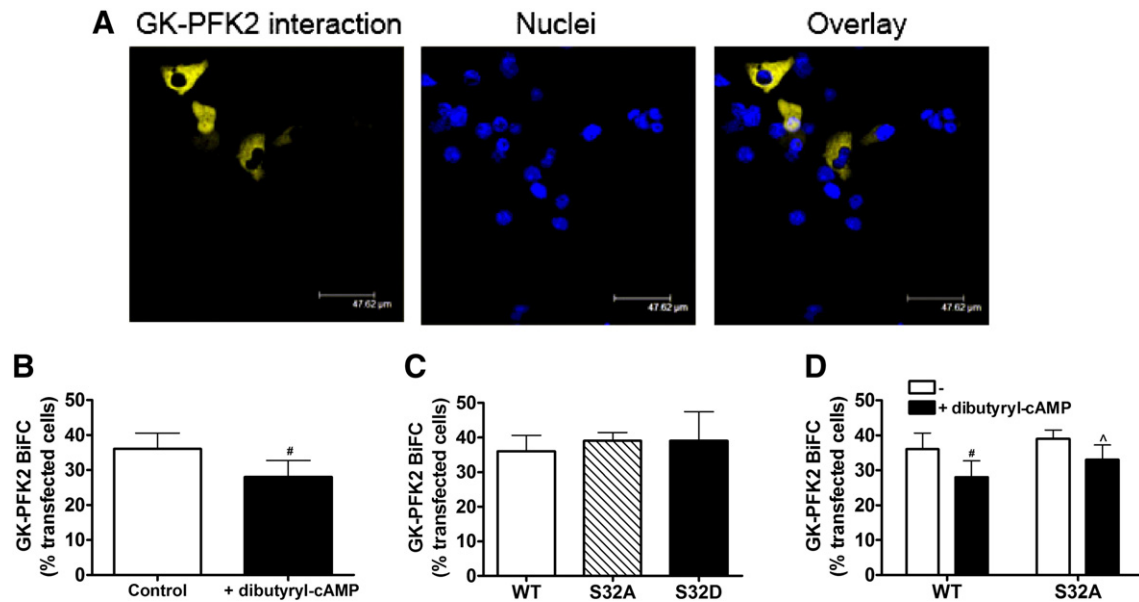 A GK-PFK2 interaction Nuclei Overlay
47.62 µm 47.62 µm 47.62 µm
B
GK-PFK2 BiFC
(% transfected cells)
50
40
30
20
10
0
#
Control + dibutyryl-cAMP
C
GK-PFK2 BiFC
(% transfected cells)
50
40
30
20
10
0
WT S32A S32D
D
GK-PFK2 BiFC
(% transfected cells)
-
+ dibutyryl-cAMP
50
40
30
20
10
0
# ^
WT S32A